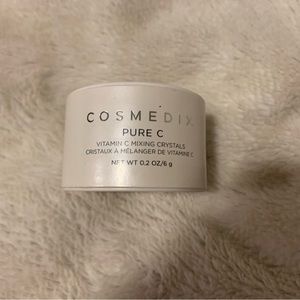 COSMEDIX
PURE C
VITAMIN C MIXING CRYSTALS
CRISTAUX À MÉLANGER DE VITAMINE C
NET WT 0.2 OZ/6 g